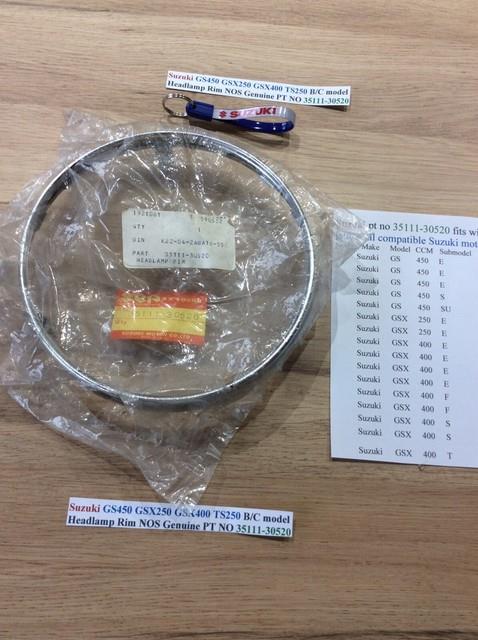 Suzuki GS450 GSX250 GSX400 TS250 B/C model
Headlamp Rim NOS Genuine PT NO 35111-30520
SUZUKI
1921061
QTY 1
BIN
PART 35111-30520
HEADLAMP RIM
35111-30520
pt no 35111-30520 fits
compatible Suzuki
Make Model CCM Submodel
Suzuki GS 450 E
Suzuki GS 450 E
Suzuki GS 450 E
Suzuki GS 450 S
Suzuki GS 450 SU
Suzuki GSX 250 E
Suzuki GSX 250 E
Suzuki GSX 400 E
Suzuki GSX 400 E
Suzuki GSX 400 E
Suzuki GSX 400 E
Suzuki GSX 400 F
Suzuki GSX 400 F
Suzuki GSX 400 S
Suzuki GSX 400 S
Suzuki GSX 400 T
Suzuki GS450 GSX250 GSX400 TS250 B/C model
Headlamp Rim NOS Genuine PT NO 35111-30520